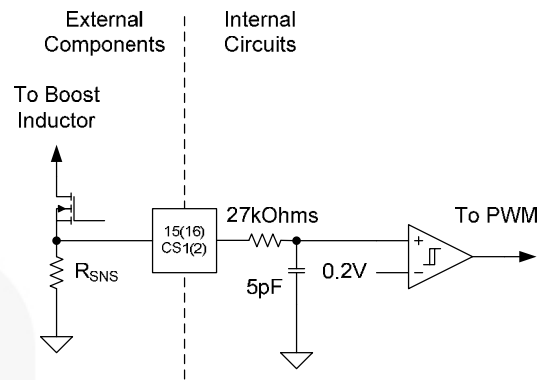 External
Components
Internal
Circuits
To Boost
Inductor
15(16)
CS1(2)
27kOhms
To PWM
+
−
RSNS
5pF
0.2V